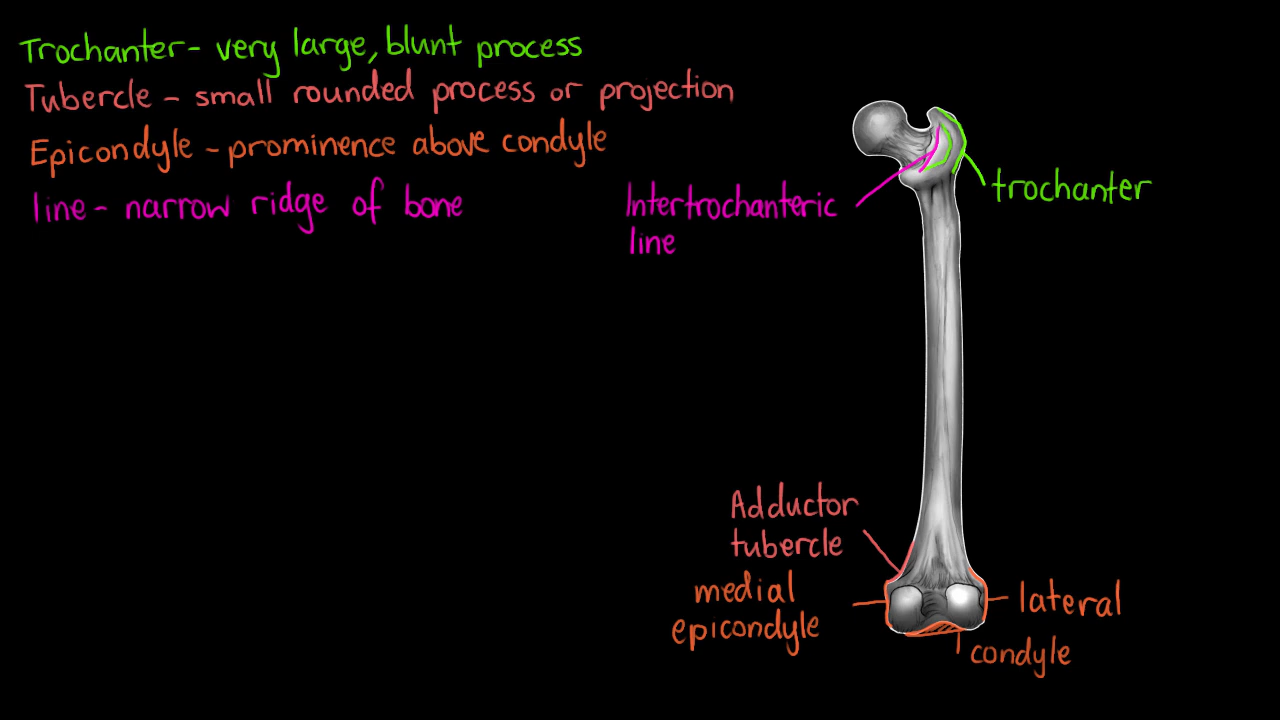 Trochanter- very large, blunt process
Tubercle - small rounded process or projection
Epicondyle - prominence above condyle
line - narrow ridge of bone
Intertrochanteric
line
trochanter
Adductor
tubercle
medial
epicondyle
lateral
condyle